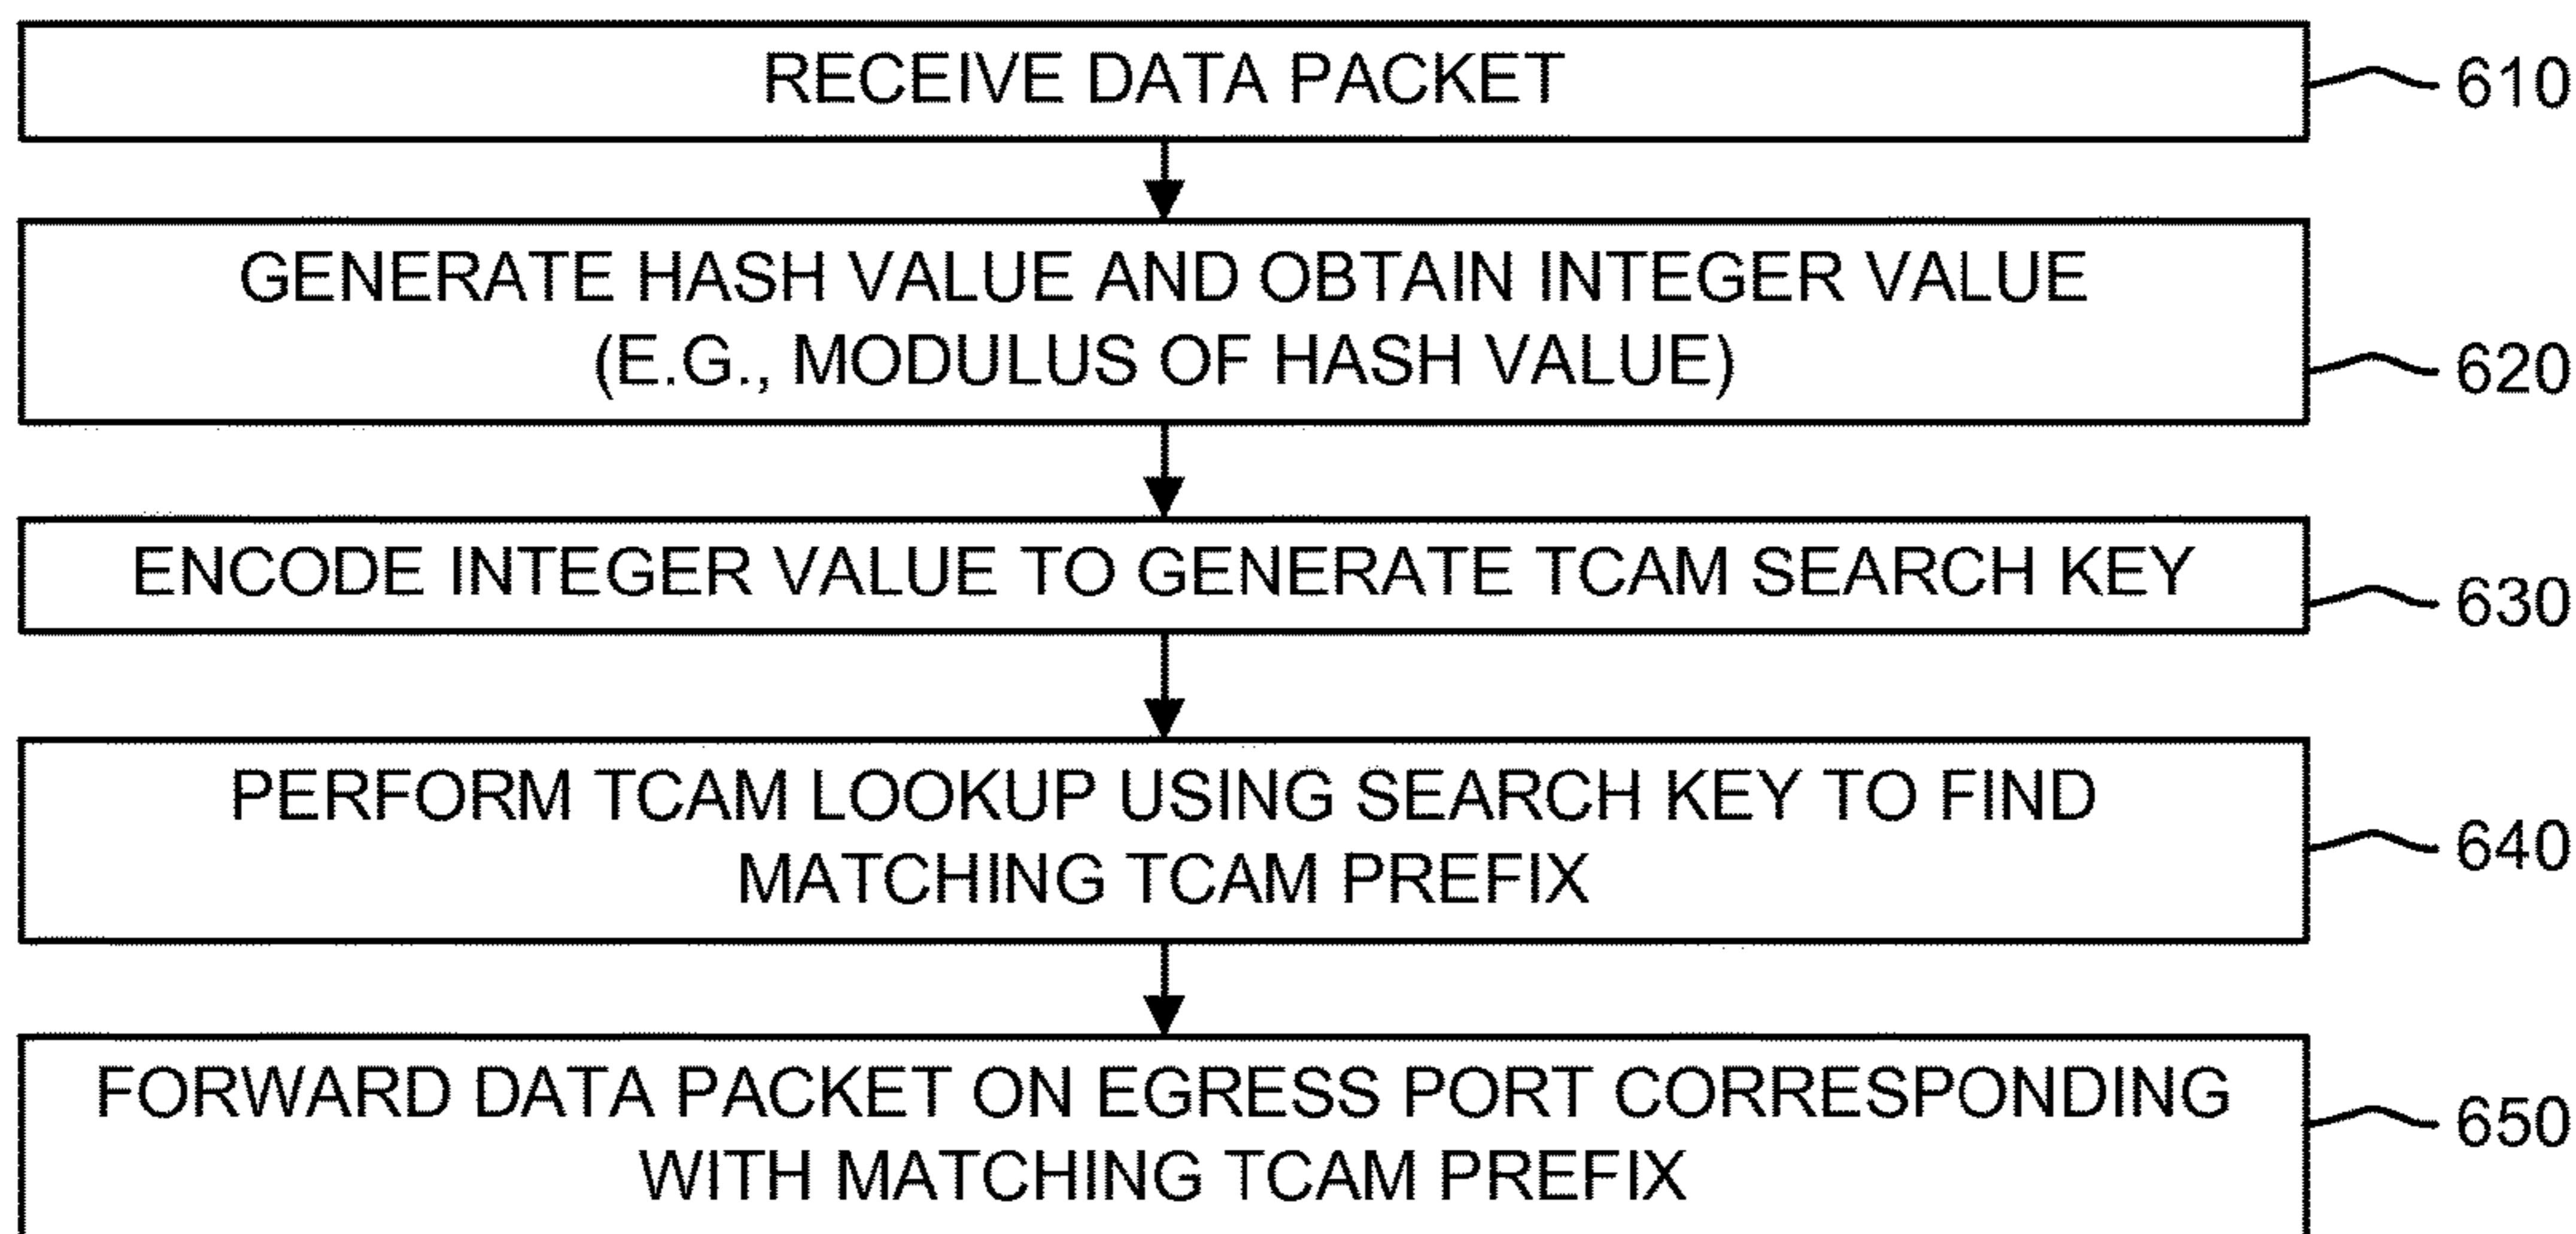 RECEIVE DATA PACKET
610
GENERATE HASH VALUE AND OBTAIN INTEGER VALUE
(E.G., MODULUS OF HASH VALUE)
620
ENCODE INTEGER VALUE TO GENERATE TCAM SEARCH KEY
630
PERFORM TCAM LOOKUP USING SEARCH KEY TO FIND
MATCHING TCAM PREFIX
640
FORWARD DATA PACKET ON EGRESS PORT CORRESPONDING
WITH MATCHING TCAM PREFIX
650